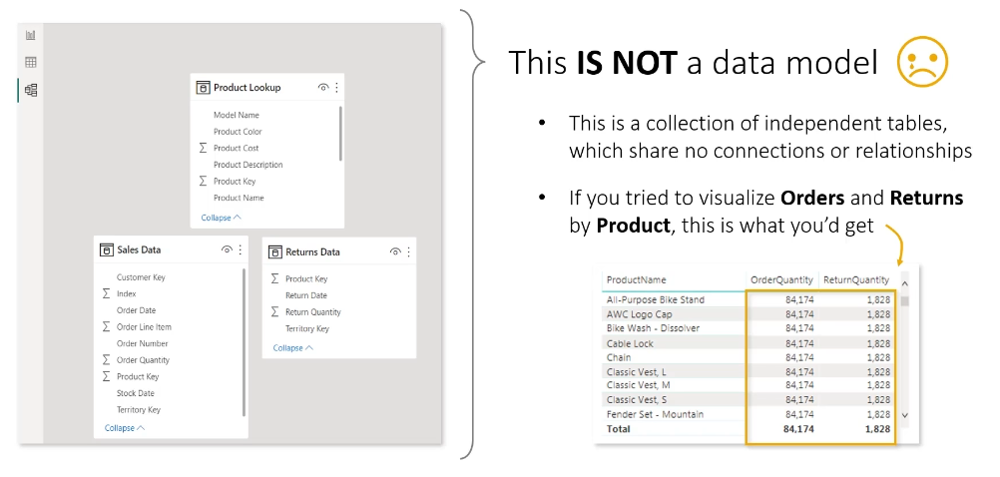 Product Lookup
Model Name
Product Color
Product Cost
Product Description
Product Key
Product Name
Collapse
Sales Data
Customer Key
Index
Order Date
Order Line Item
Order Number
Order Quantity
Product Key
Stock Date
Territory Key
Collapse
Returns Data
Product Key
Return Date
Return Quantity
Territory Key
Collapse
This IS NOT a data model
• This is a collection of independent tables,
which share no connections or relationships
• If you tried to visualize Orders and Returns
by Product, this is what you'd get
ProductName OrderQuantity ReturnQuantity
All-Purpose Bike Stand 84,174 1,828
AWC Logo Cap 84,174 1,828
Bike Wash - Dissolver 84,174 1,828
Cable Lock 84,174 1,828
Chain 84,174 1,828
Classic Vest, L 84,174 1,828
Classic Vest, M 84,174 1,828
Classic Vest, S 84,174 1,828
Fender Set - Mountain 84,174 1,828
Total 84,174 1,828